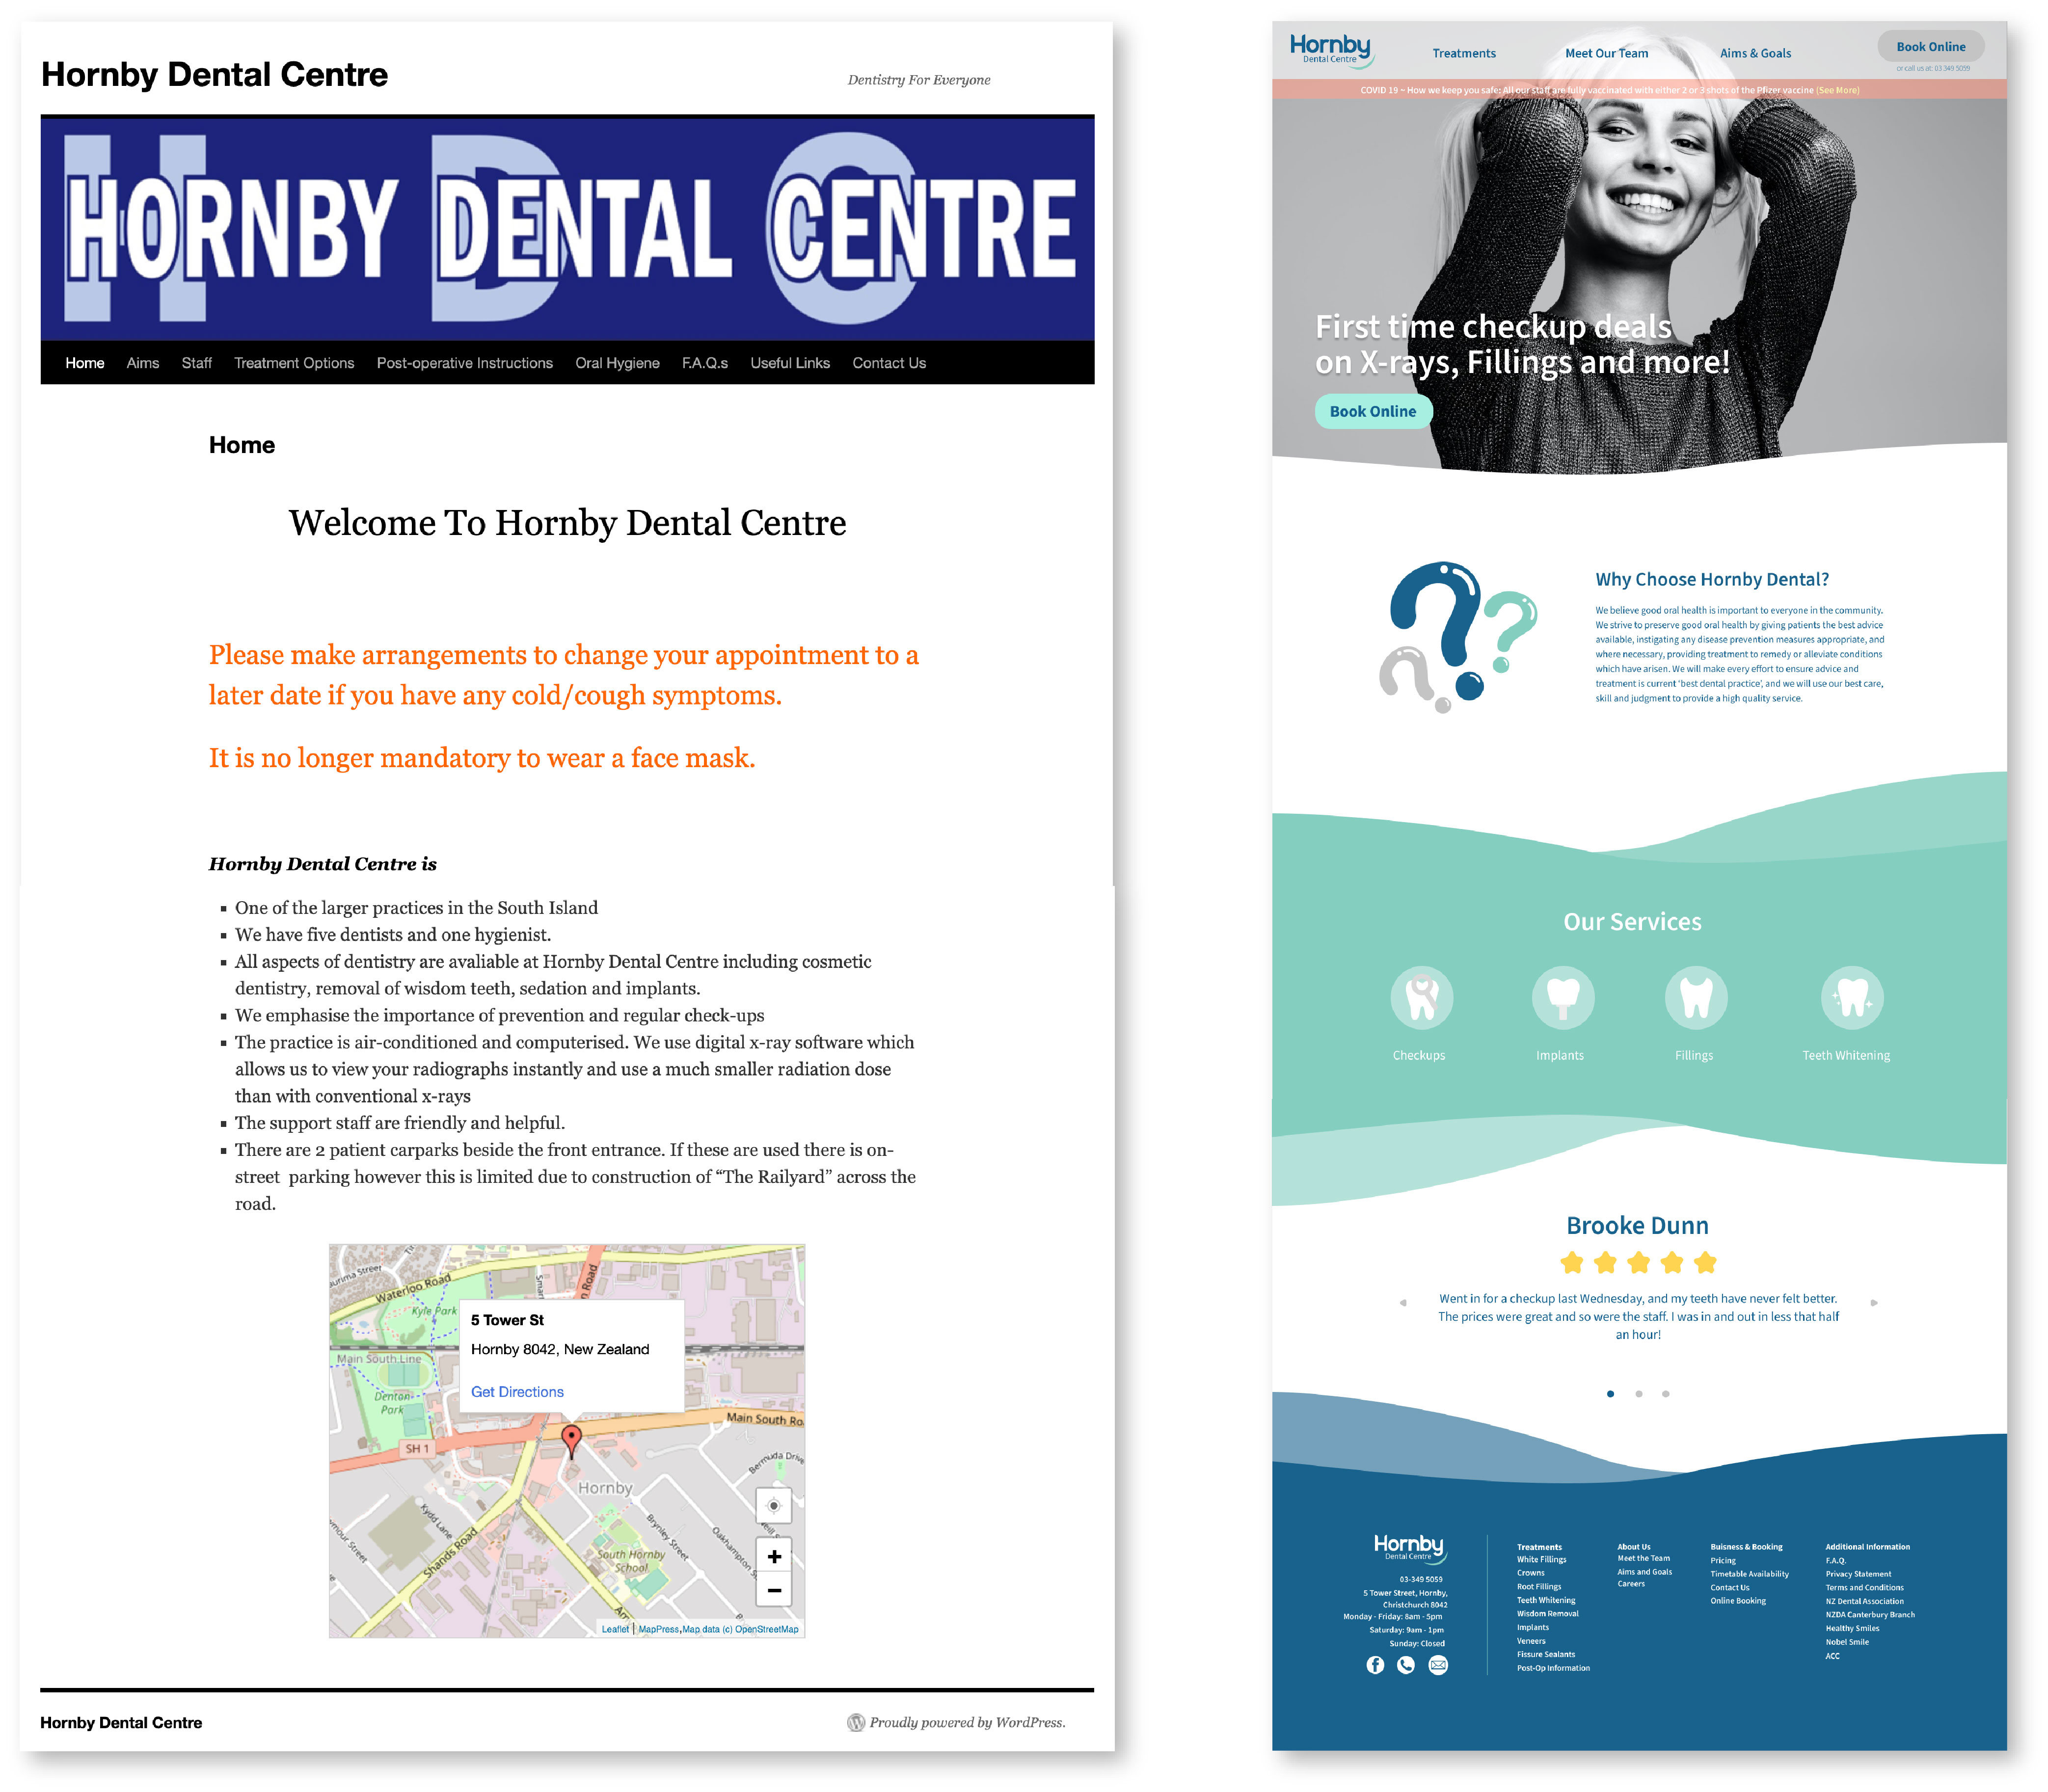 Hornby Dental Centre
Dentistry For Everyone
HORNBY DENTAL CENTRE
Home Aims Staff Treatment Options Post-operative Instructions Oral Hygiene F.A.Q.s Useful Links Contact Us
Home
Welcome To Hornby Dental Centre
Please make arrangements to change your appointment to a
later date if you have any cold/cough symptoms.
It is no longer mandatory to wear a face mask.
Hornby Dental Centre is
One of the larger practices in the South Island
We have five dentists and one hygienist.
All aspects of dentistry are avaliable at Hornby Dental Centre including cosmetic
dentistry, removal of wisdom teeth, sedation and implants.
We emphasise the importance of prevention and regular check-ups
The practice is air-conditioned and computerised. We use digital x-ray software which
allows us to view your radiographs instantly and use a much smaller radiation dose
than with conventional x-rays
The support staff are friendly and helpful.
There are 2 patient carparks beside the front entrance. If these are used there is on-
street parking however this is limited due to construction of “The Railyard” across the
road.
Waterloo Road
Kyle Park
Road
5 Tower St
Hornby 8042, New Zealand
Get Directions
Main South Line
Denton
Park
SH 1
Main South Ro
Bermuda Drive
Hornby
Kydd Lane
Shands Road
Brynley Street
South Hornby
School
+
−
Leaflet | MapPress, Map data (c) OpenStreetMap
Hornby Dental Centre
Proudly powered by WordPress.
Hornby
Dental Centre
Treatments
Meet Our Team
Aims & Goals
Book Online
or call us at: 03 349 5059
COVID 19 ~ How we keep you safe: All our staff are fully vaccinated with either 2 or 3 shots of the Pfizer vaccine (See More)
First time checkup deals
on X-rays, Fillings and more!
Book Online
Why Choose Hornby Dental?
We believe good oral health is important to everyone in the community.
We strive to preserve good oral health by giving patients the best advice
available, instigating any disease prevention measures appropriate, and
where necessary, providing treatment to remedy or alleviate conditions
which have arisen. We will make every effort to ensure advice and
treatment is current 'best dental practice', and we will use our best care,
skill and judgment to provide a high quality service.
Our Services
Checkups
Implants
Fillings
Teeth Whitening
Brooke Dunn
Went in for a checkup last Wednesday, and my teeth have never felt better.
The prices were great and so were the staff. I was in and out in less that half
an hour!
Hornby
Dental Centre
03-349 5059
5 Tower Street, Hornby,
Christchurch 8042
Monday - Friday: 8am - 5pm
Saturday: 9am - 1pm
Sunday: Closed
Treatments
White Fillings
Crowns
Root Fillings
Teeth Whitening
Wisdom Removal
Implants
Veneers
Fissure Sealants
Post-Op Information
About Us
Meet the Team
Aims and Goals
Careers
Buisness & Booking
Pricing
Timetable Availability
Contact Us
Online Booking
Additional Information
F.A.Q.
Privacy Statement
Terms and Conditions
NZ Dental Association
NZDA Canterbury Branch
Healthy Smiles
Nobel Smile
ACC